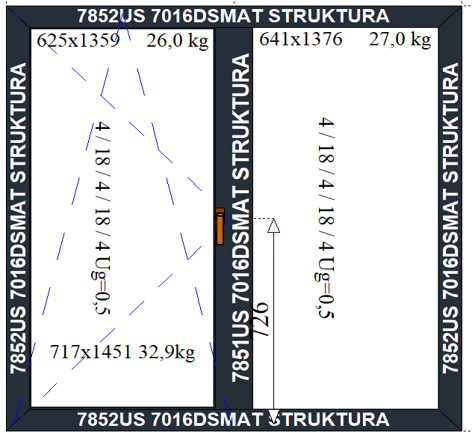 7852US 7016DSMAT STRUKTURA
625x1359 26,0 kg
641x1376 27,0 kg
7852US 7016DSMAT STRUKTURA
4 / 18 / 4 / 18 / 4 Ug=0,5
7851US 7016DSMAT STRUKTURA
4 / 18 / 4 / 18 / 4 Ug=0,5
7852US 7016DSMAT STRUKTURA
726
717x1451 32,9kg
7852US 7016DSMAT STRUKTURA